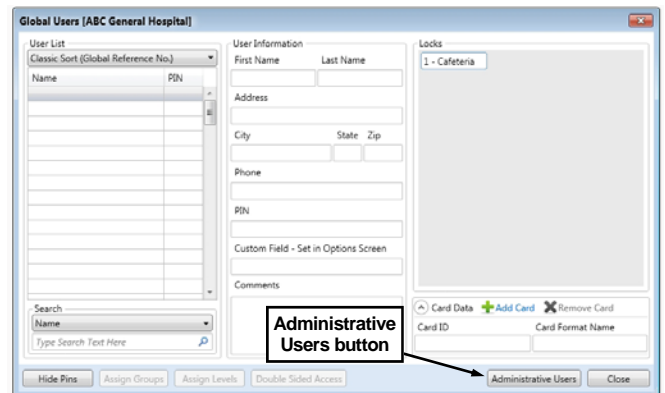 Global Users [ABC General Hospital]
User List
Classic Sort (Global Reference No.)
Name PIN
Search
Name
Type Search Text Here
User Information
First Name Last Name
Address
City State Zip
Phone
PIN
Custom Field - Set in Options Screen
Comments
Locks
1 - Cafeteria
Card Data Add Card Remove Card
Card ID Card Format Name
Administrative
Users button
Hide Pins Assign Groups Assign Levels Double Sided Access Administrative Users Close